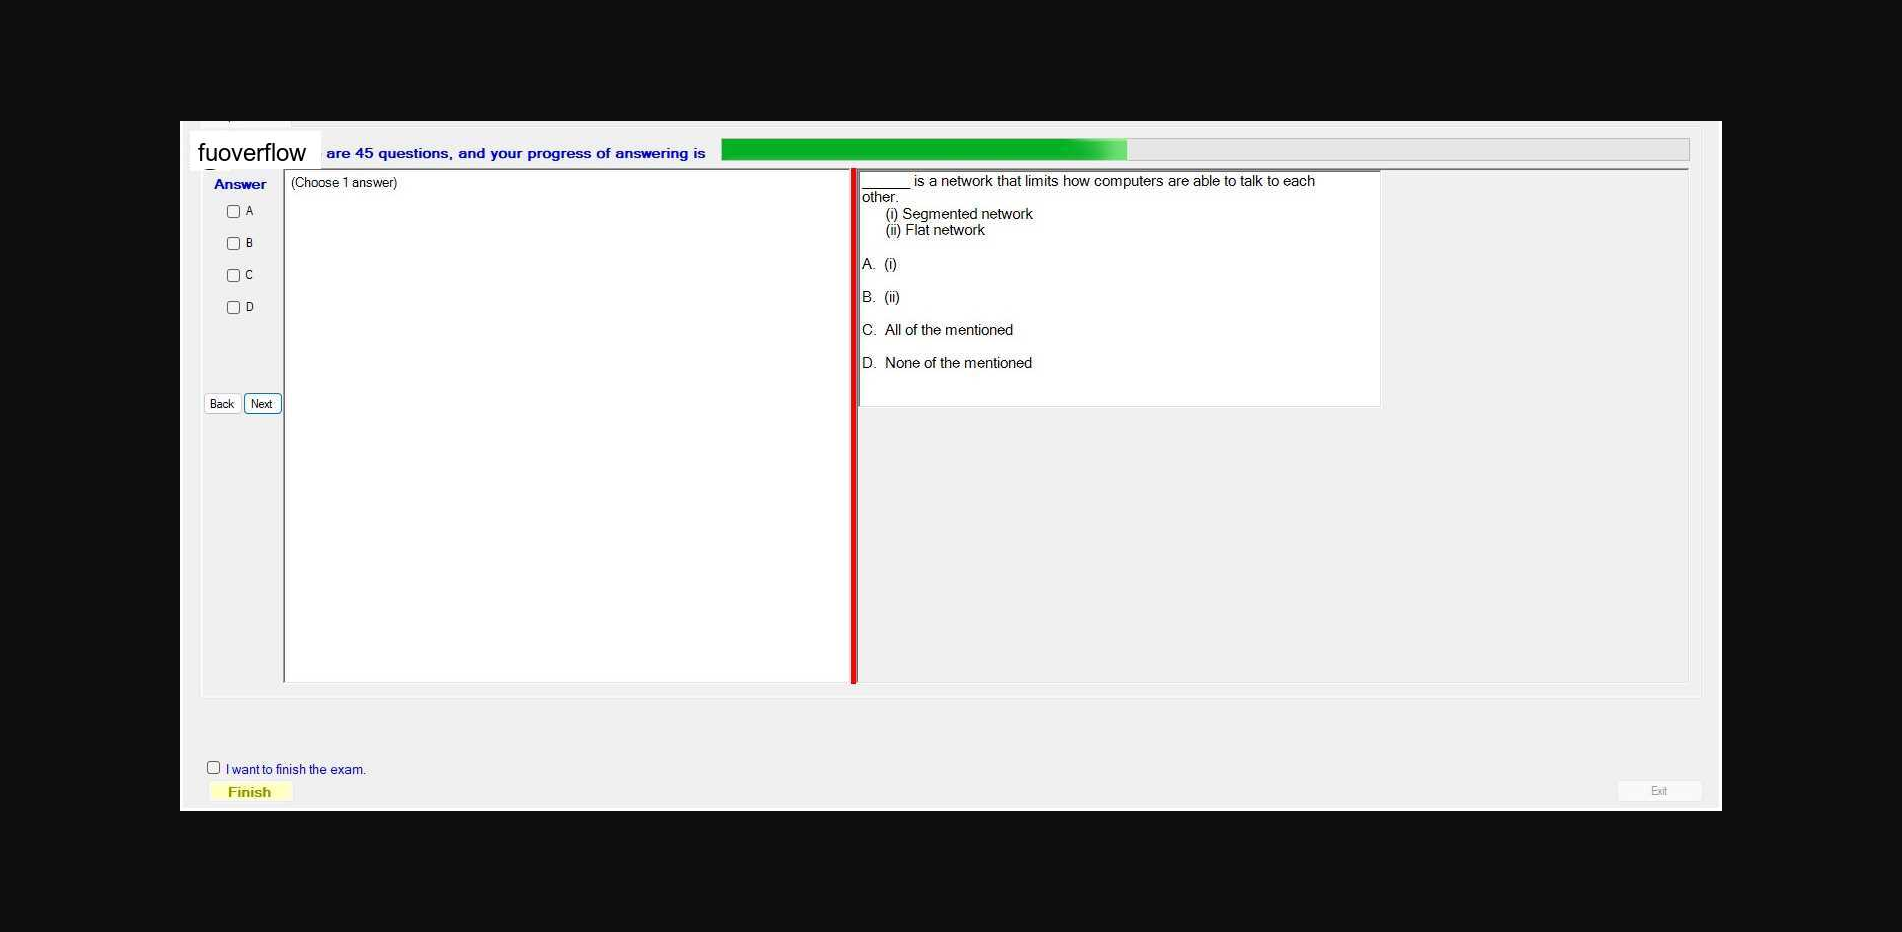 fuoverflow are 45 questions, and your progress of answering is
Answer
(Choose 1 answer)
A
B
C
D
Back Next
______ is a network that limits how computers are able to talk to each
other.
(i) Segmented network
(ii) Flat network
A. (i)
B. (ii)
C. All of the mentioned
D. None of the mentioned
I want to finish the exam.
Finish
Exit